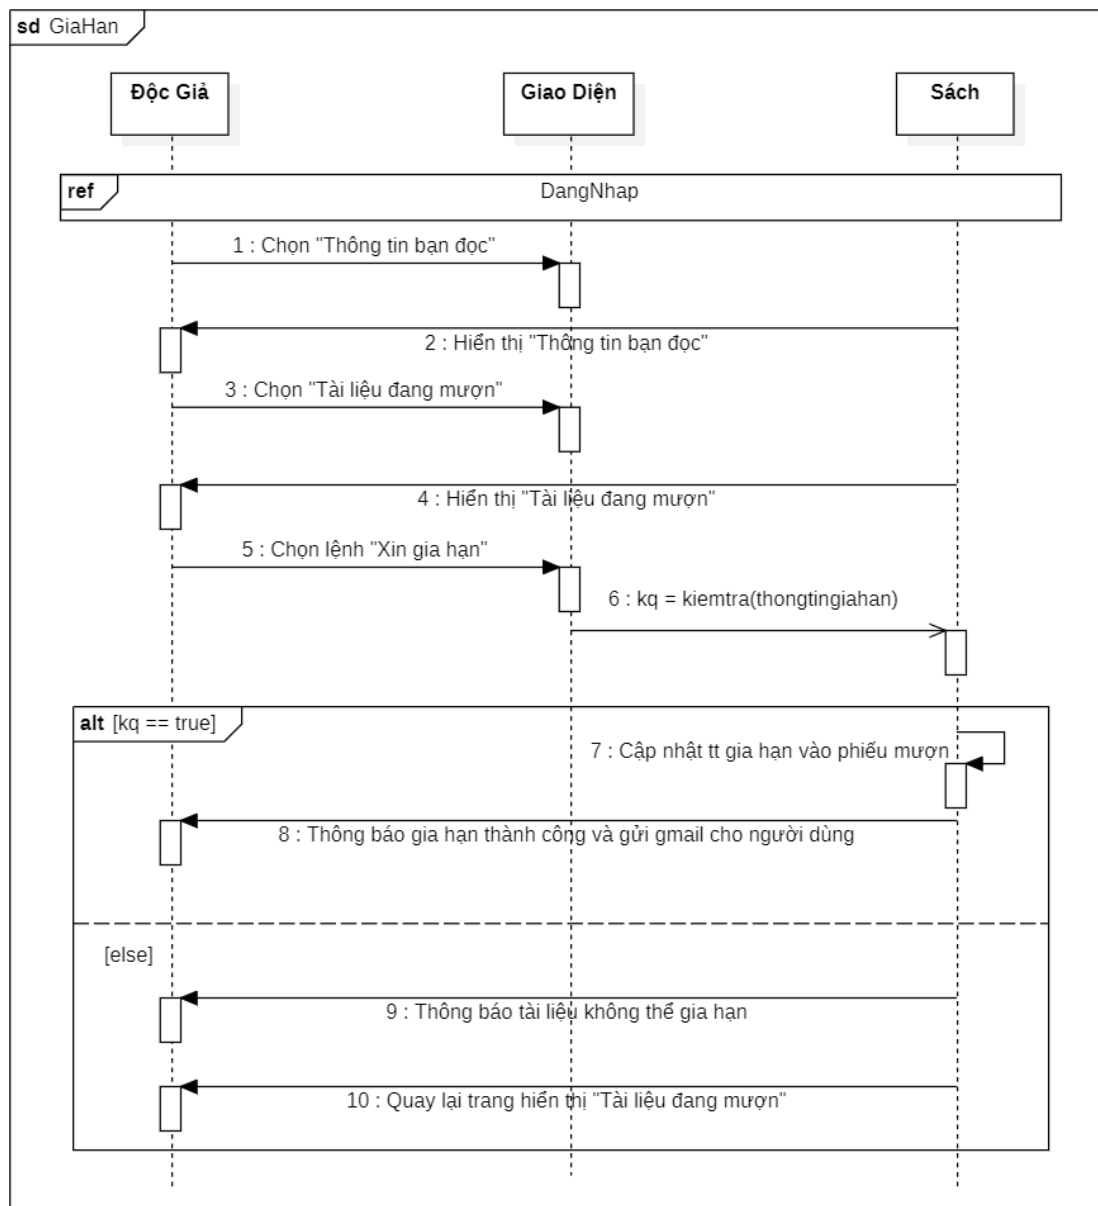 sd GiaHan
Độc Giả
Giao Diện
Sách
ref
DangNhap
1 : Chọn "Thông tin bạn đọc"
2 : Hiển thị "Thông tin bạn đọc"
3 : Chọn "Tài liệu đang mượn"
4 : Hiển thị "Tài liệu đang mượn"
5 : Chọn lệnh "Xin gia hạn"
6 : kq = kiemtra(thongtingiahan)
alt [kq == true]
7 : Cập nhật tt gia hạn vào phiếu mượn
8 : Thông báo gia hạn thành công và gửi gmail cho người dùng
[else]
9 : Thông báo tài liệu không thể gia hạn
10 : Quay lại trang hiển thị "Tài liệu đang mượn"